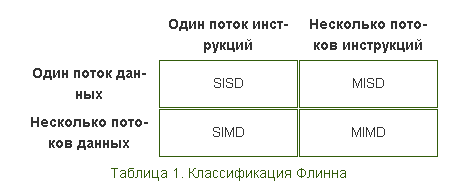 Один поток инст-
рукций
Несколько пото-
ков инструкций
Один поток дан-
ных
SISD
MISD
Несколько пото-
ков данных
SIMD
MIMD
Таблица 1. Классификация Флинна